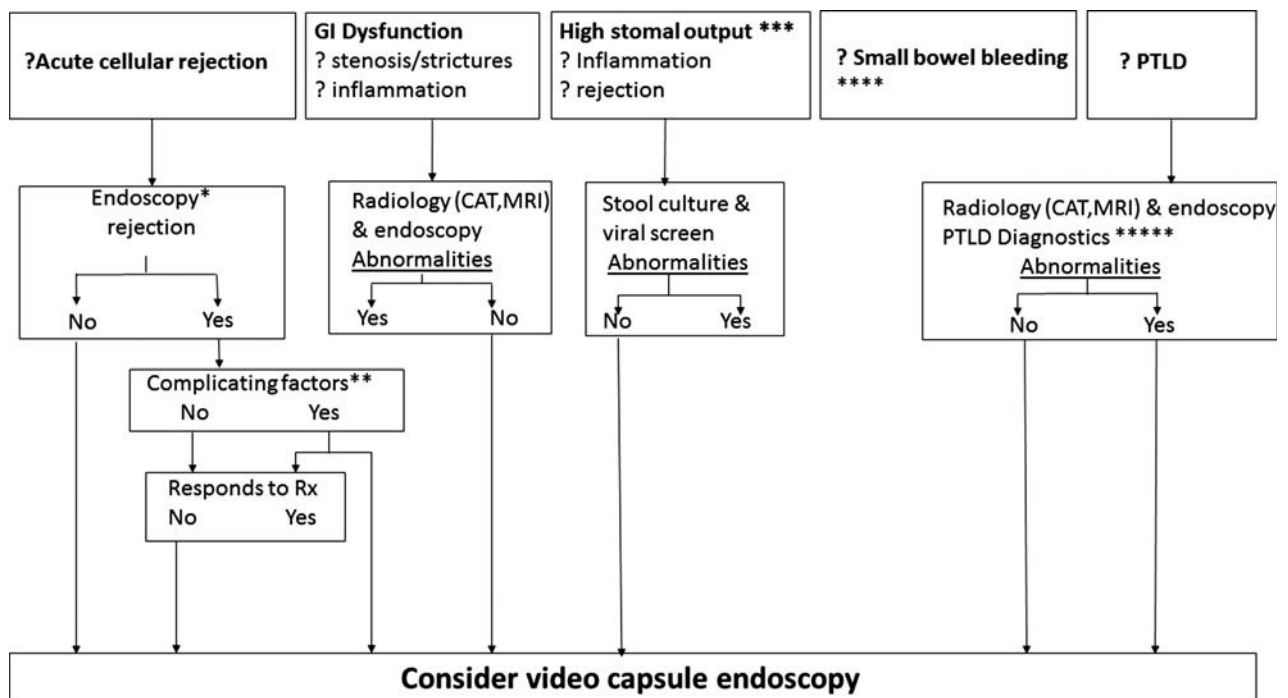 ?Acute cellular rejection
GI Dysfunction
? stenosis/strictures
? inflammation
High stomal output ***
? Inflammation
? rejection
? Small bowel bleeding
****
? PTLD
Endoscopy*
rejection
No Yes
Radiology (CAT,MRI)
& endoscopy
Abnormalities
Yes No
Stool culture &
viral screen
Abnormalities
No Yes
Radiology (CAT,MRI) & endoscopy
PTLD Diagnostics *****
Abnormalities
No Yes
Complicating factors**
No Yes
Responds to Rx
No Yes
Consider video capsule endoscopy